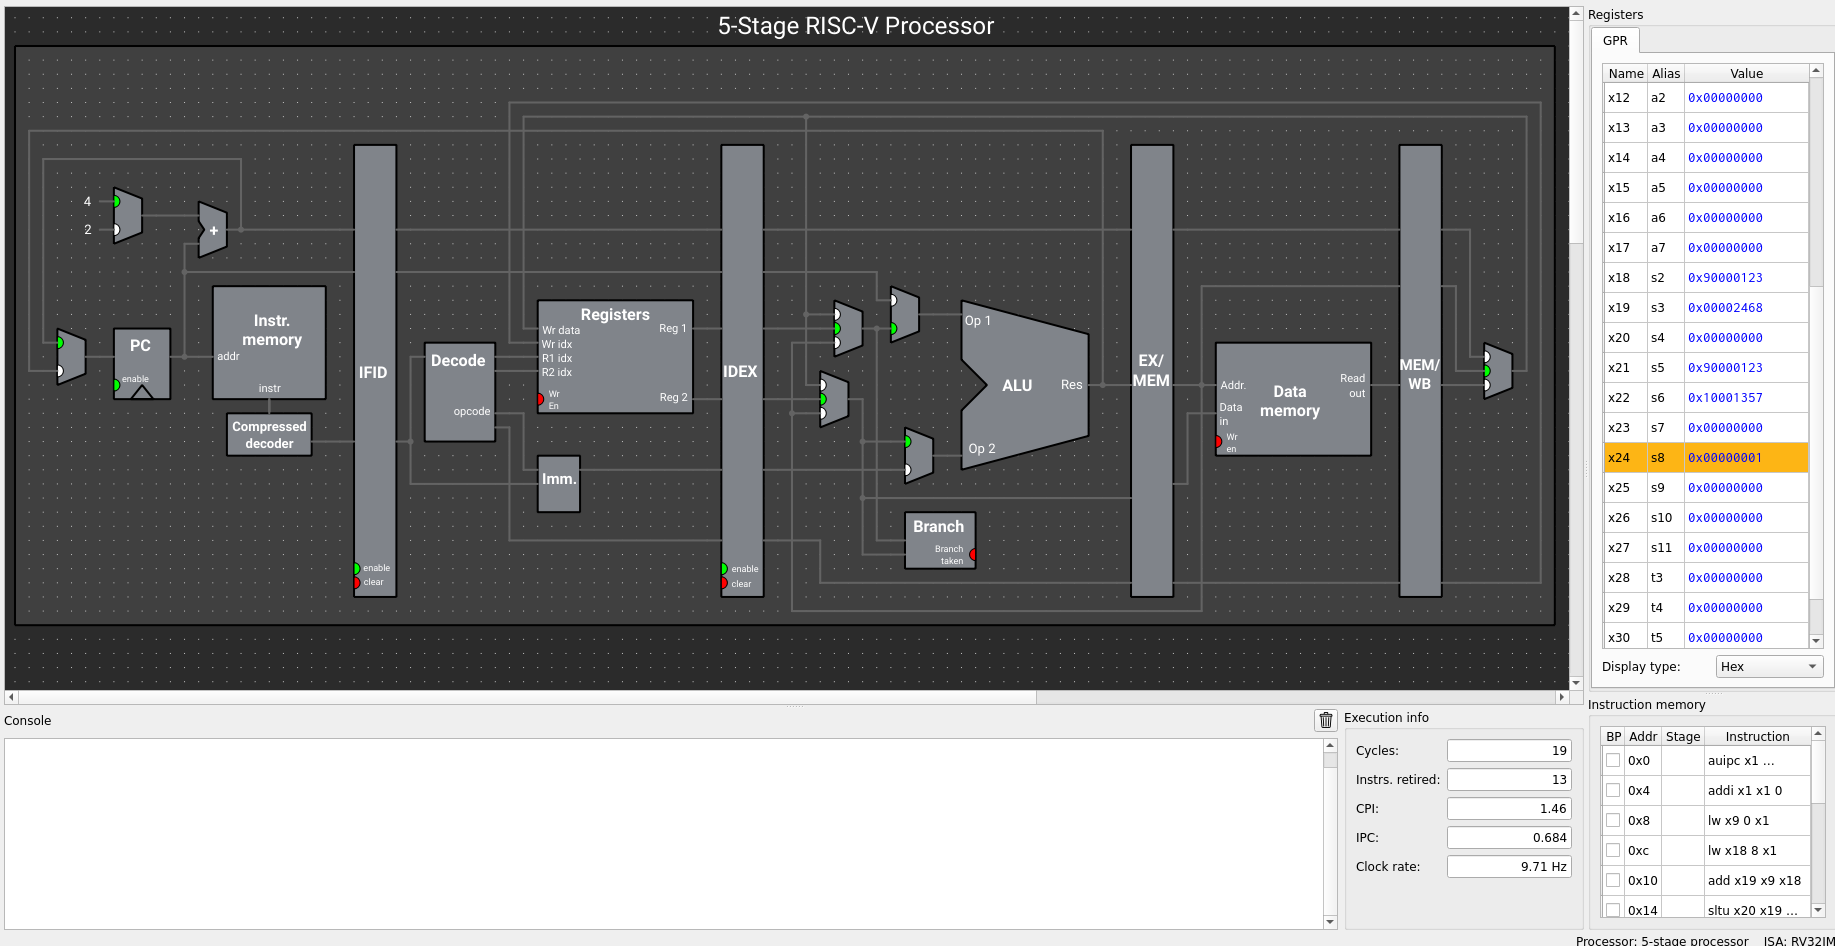 5-Stage RISC-V Processor
4
2
+
PC
enable
Instr.
memory
addr
instr
Compressed
decoder
IFID
enable
clear
Decode
opcode
Registers
Wr data
Wr idx
R1 idx
R2 idx
Wr
En
Reg 1
Reg 2
Imm.
IDEX
enable
clear
Op 1
ALU
Res
Op 2
Branch
Branch
taken
EX/
MEM
Addr.
Data
in
Wr
en
Data
memory
Read
out
MEM/
WB
Registers
GPR
Name Alias Value
x12 a2 0x00000000
x13 a3 0x00000000
x14 a4 0x00000000
x15 a5 0x00000000
x16 a6 0x00000000
x17 a7 0x00000000
x18 s2 0x90000123
x19 s3 0x00002468
x20 s4 0x00000000
x21 s5 0x90000123
x22 s6 0x10001357
x23 s7 0x00000000
x24 s8 0x00000001
x25 s9 0x00000000
x26 s10 0x00000000
x27 s11 0x00000000
x28 t3 0x00000000
x29 t4 0x00000000
x30 t5 0x00000000
Display type: Hex
Console
Execution info
Cycles: 19
Instrs. retired: 13
CPI: 1.46
IPC: 0.684
Clock rate: 9.71 Hz
Instruction memory
BP Addr Stage Instruction
0x0 auipc x1 ...
0x4 addi x1 x1 0
0x8 lw x9 0 x1
0xc lw x18 8 x1
0x10 add x19 x9 x18
0x14 sltu x20 x19 ...
Processor: 5-stage processor ISA: RV32IM